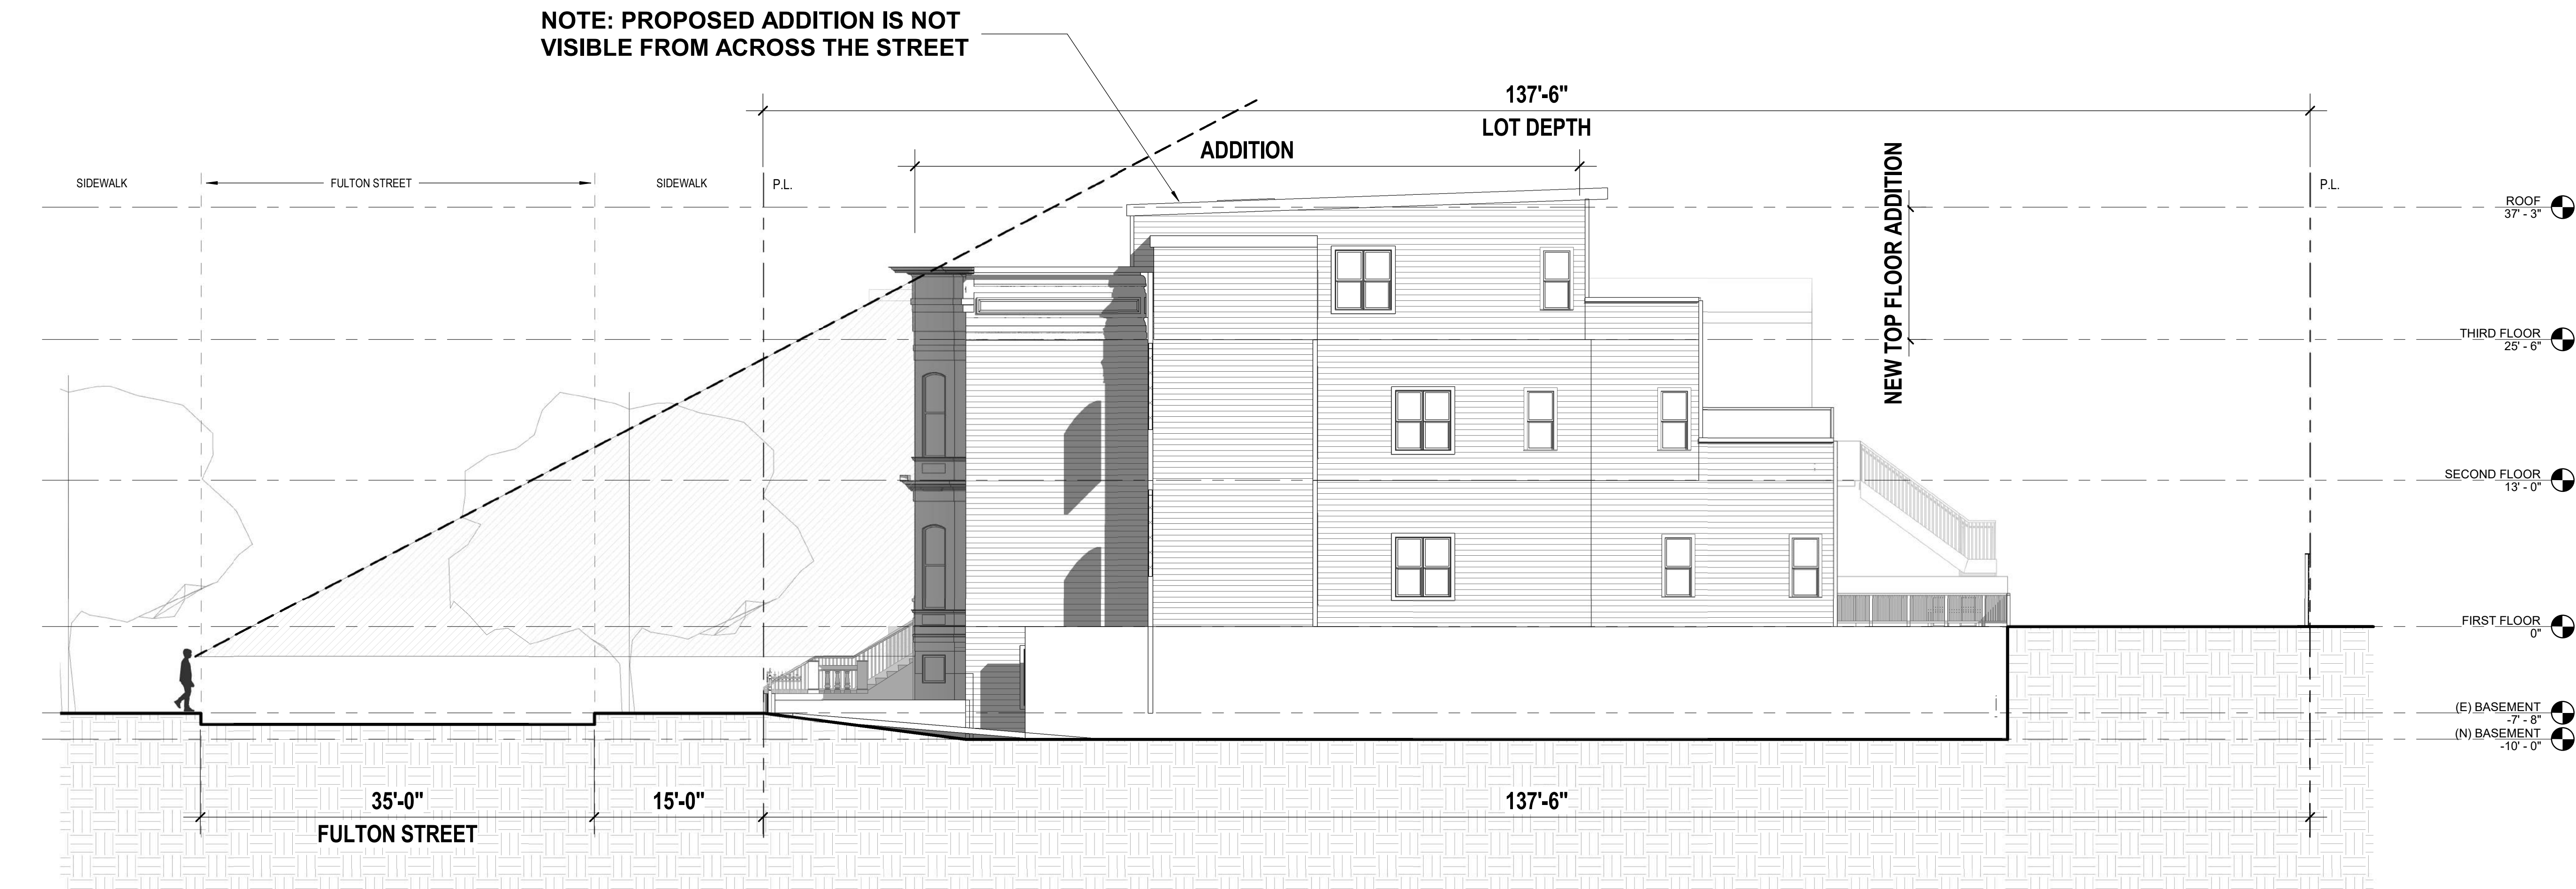 NOTE: PROPOSED ADDITION IS NOT
VISIBLE FROM ACROSS THE STREET
137'-6"
LOT DEPTH
ADDITION
NEW TOP FLOOR ADDITION
SIDEWALK
FULTON STREET
SIDEWALK
P.L.
P.L.
ROOF
37' - 3"
THIRD FLOOR
25' - 6"
SECOND FLOOR
13' - 0"
FIRST FLOOR
0"
(E) BASEMENT
-7' - 8"
(N) BASEMENT
-10' - 0"
35'-0"
FULTON STREET
15'-0"
137'-6"